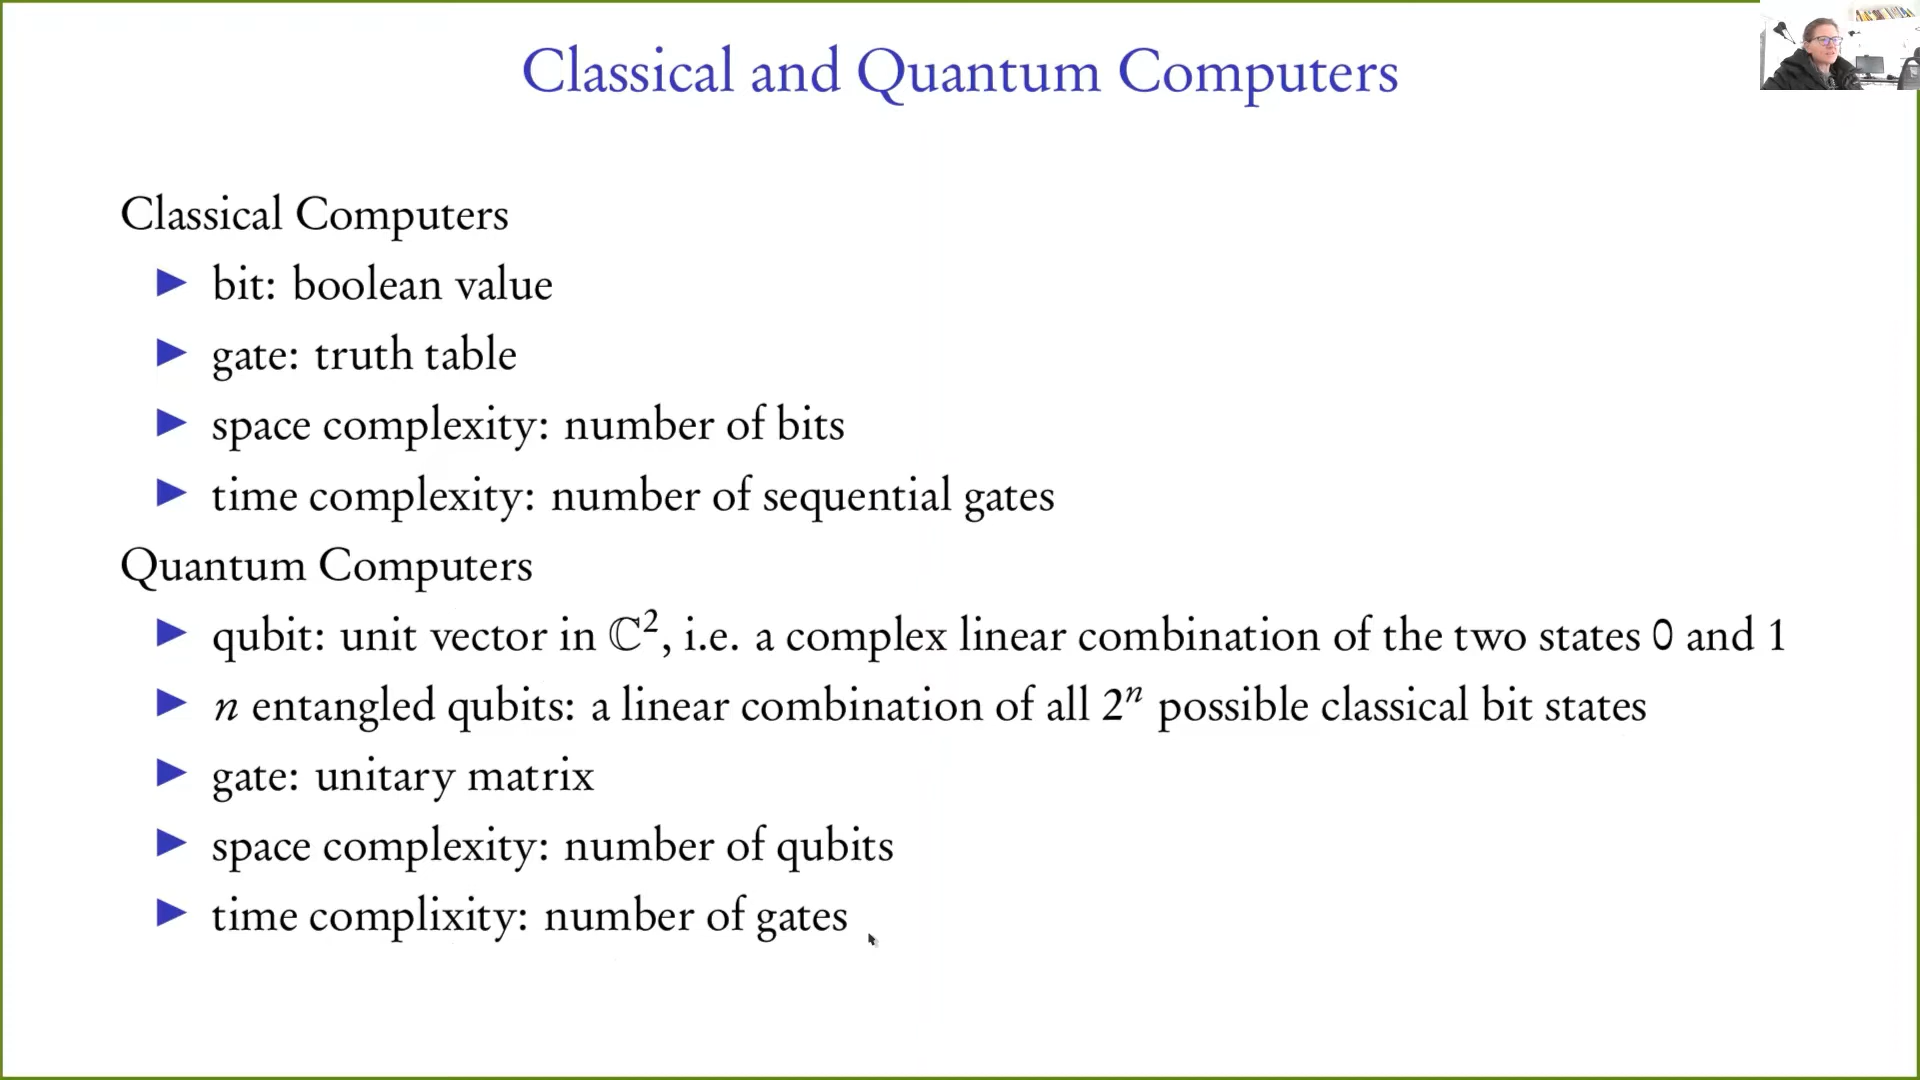 Classical and Quantum Computers
Classical Computers
▶ bit: boolean value
▶ gate: truth table
▶ space complexity: number of bits
▶ time complexity: number of sequential gates
Quantum Computers
▶ qubit: unit vector in ℂ², i.e. a complex linear combination of the two states 0 and 1
▶ n entangled qubits: a linear combination of all 2ⁿ possible classical bit states
▶ gate: unitary matrix
▶ space complexity: number of qubits
▶ time complixity: number of gates